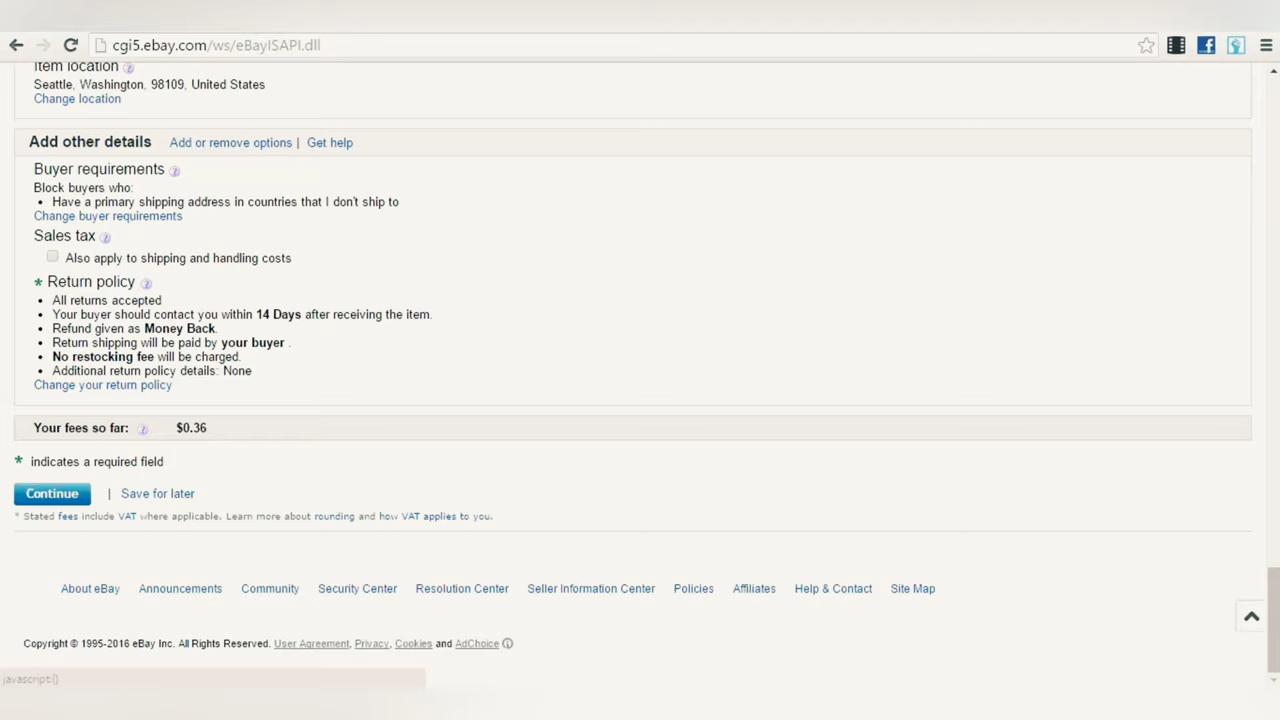 cgi5.ebay.com/ws/eBayISAPI.dll
Item location
Seattle, Washington, 98109, United States
Change location
Add other details Add or remove options | Get help
Buyer requirements
Block buyers who:
• Have a primary shipping address in countries that I don't ship to
Change buyer requirements
Sales tax
Also apply to shipping and handling costs
* Return policy
• All returns accepted
• Your buyer should contact you within 14 Days after receiving the item.
• Refund given as Money Back.
• Return shipping will be paid by your buyer .
• No restocking fee will be charged.
• Additional return policy details: None
Change your return policy
Your fees so far: $0.36
* indicates a required field
Continue | Save for later
* Stated fees include VAT where applicable. Learn more about rounding and how VAT applies to you.
About eBay Announcements Community Security Center Resolution Center Seller Information Center Policies Affiliates Help & Contact Site Map
Copyright © 1995-2016 eBay Inc. All Rights Reserved. User Agreement, Privacy, Cookies and AdChoice
javascript:{}